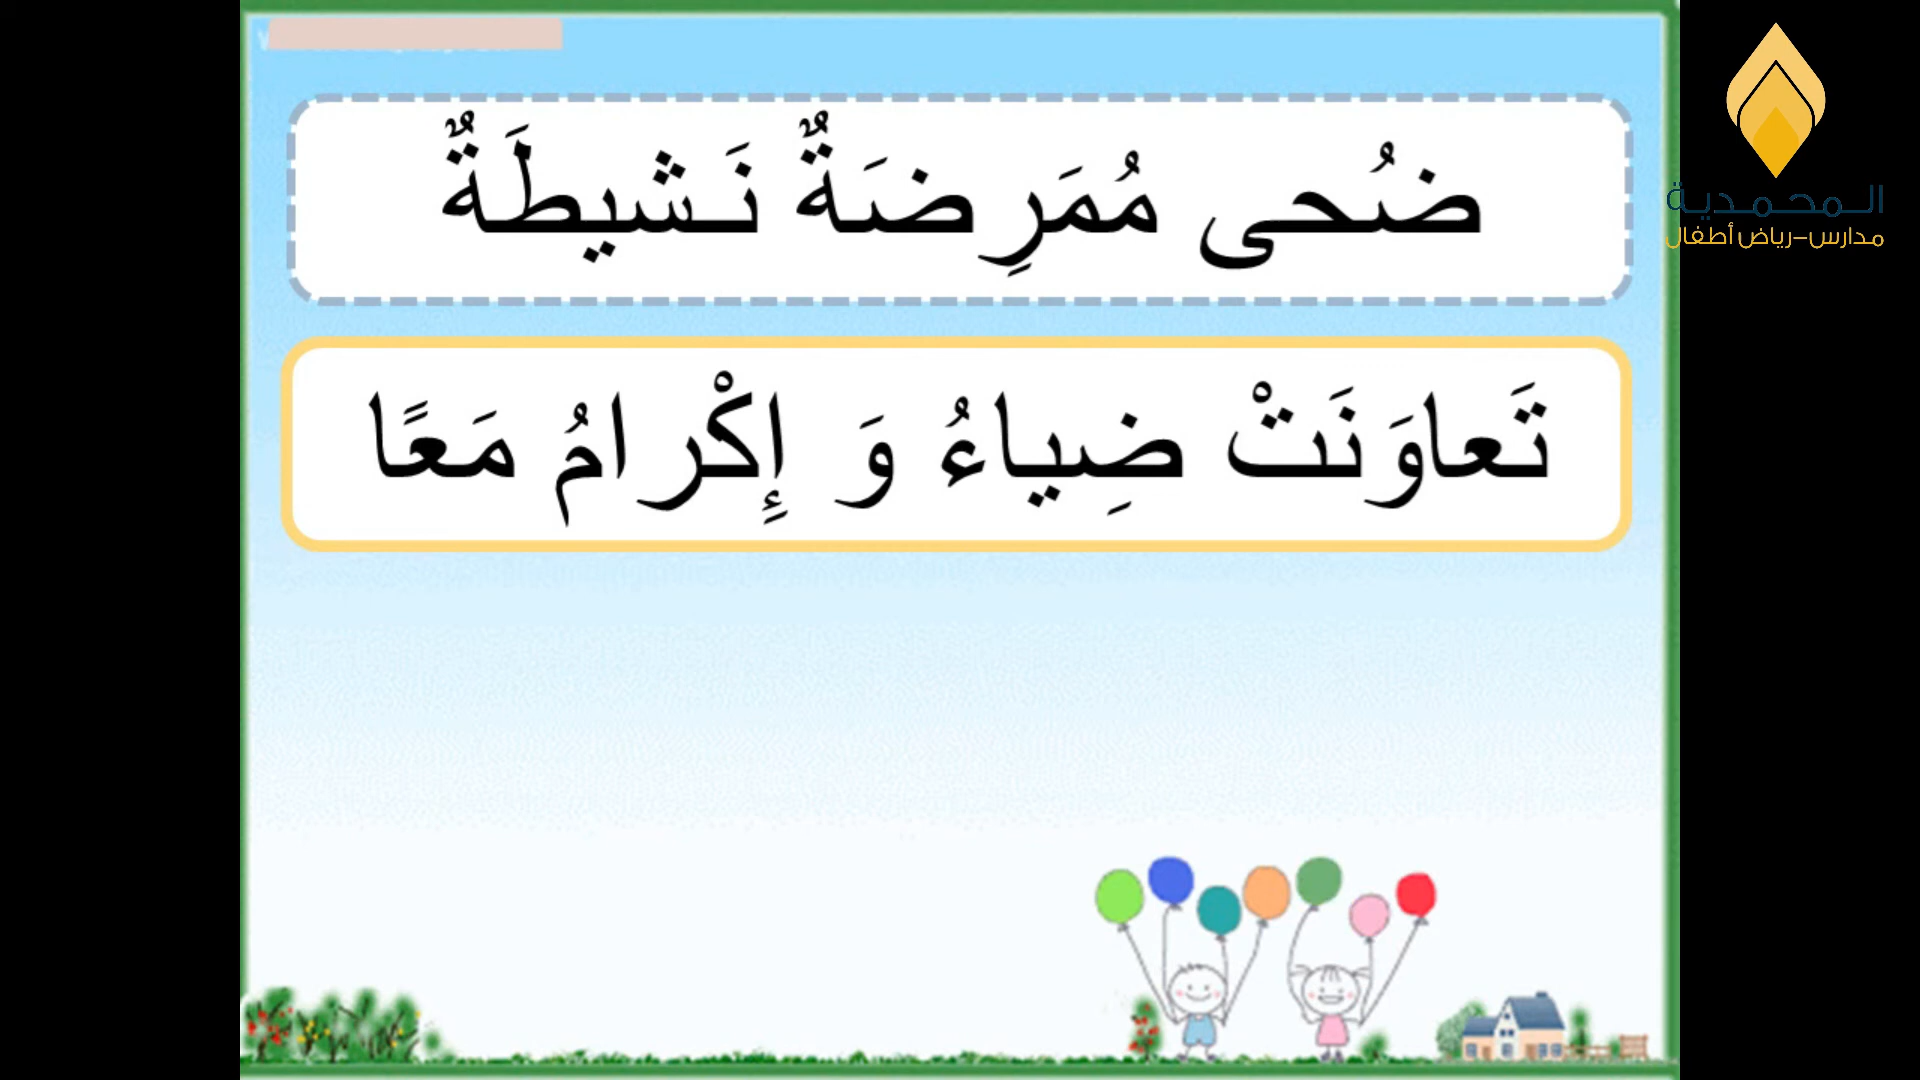 ضُحى مُمَرِضَةٌ نَشيطَةٌ
تَعاوَنَتْ ضِياءُ وَ إِكْرامُ مَعًا
المحمدية
مدارس-رياض أطفال